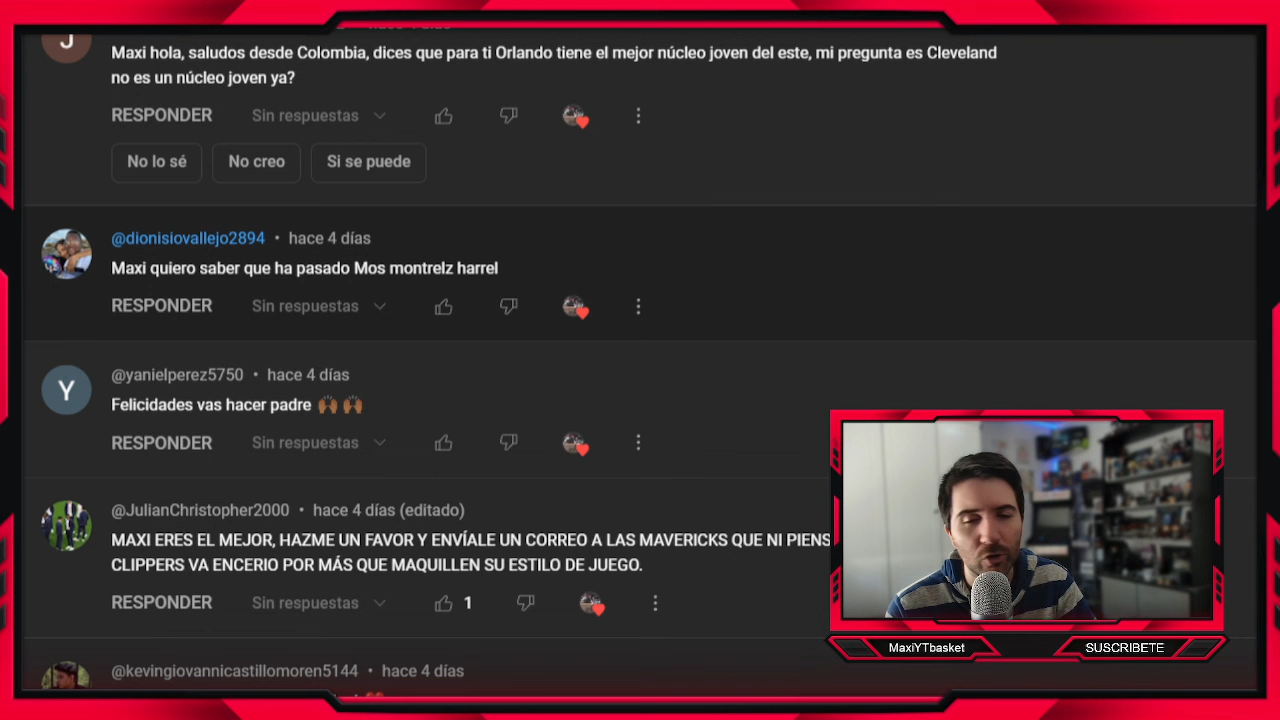 J
Maxi hola, saludos desde Colombia, dices que para ti Orlando tiene el mejor núcleo joven del este, mi pregunta es Cleveland
no es un núcleo joven ya?
RESPONDER Sin respuestas
No lo sé No creo Si se puede
@dionisiovallejo2894 • hace 4 días
Maxi quiero saber que ha pasado Mos montrelz harrel
RESPONDER Sin respuestas
Y
@yanielperez5750 • hace 4 días
Felicidades vas hacer padre 🙌🏾 🙌🏾
RESPONDER Sin respuestas
@JulianChristopher2000 • hace 4 días (editado)
MAXI ERES EL MEJOR, HAZME UN FAVOR Y ENVÍALE UN CORREO A LAS MAVERICKS QUE NI PIENS
CLIPPERS VA ENCERIO POR MÁS QUE MAQUILLEN SU ESTILO DE JUEGO.
RESPONDER Sin respuestas 1
@kevingiovannicastillomoren5144 • hace 4 días
MaxiYTbasket SUSCRIBETE